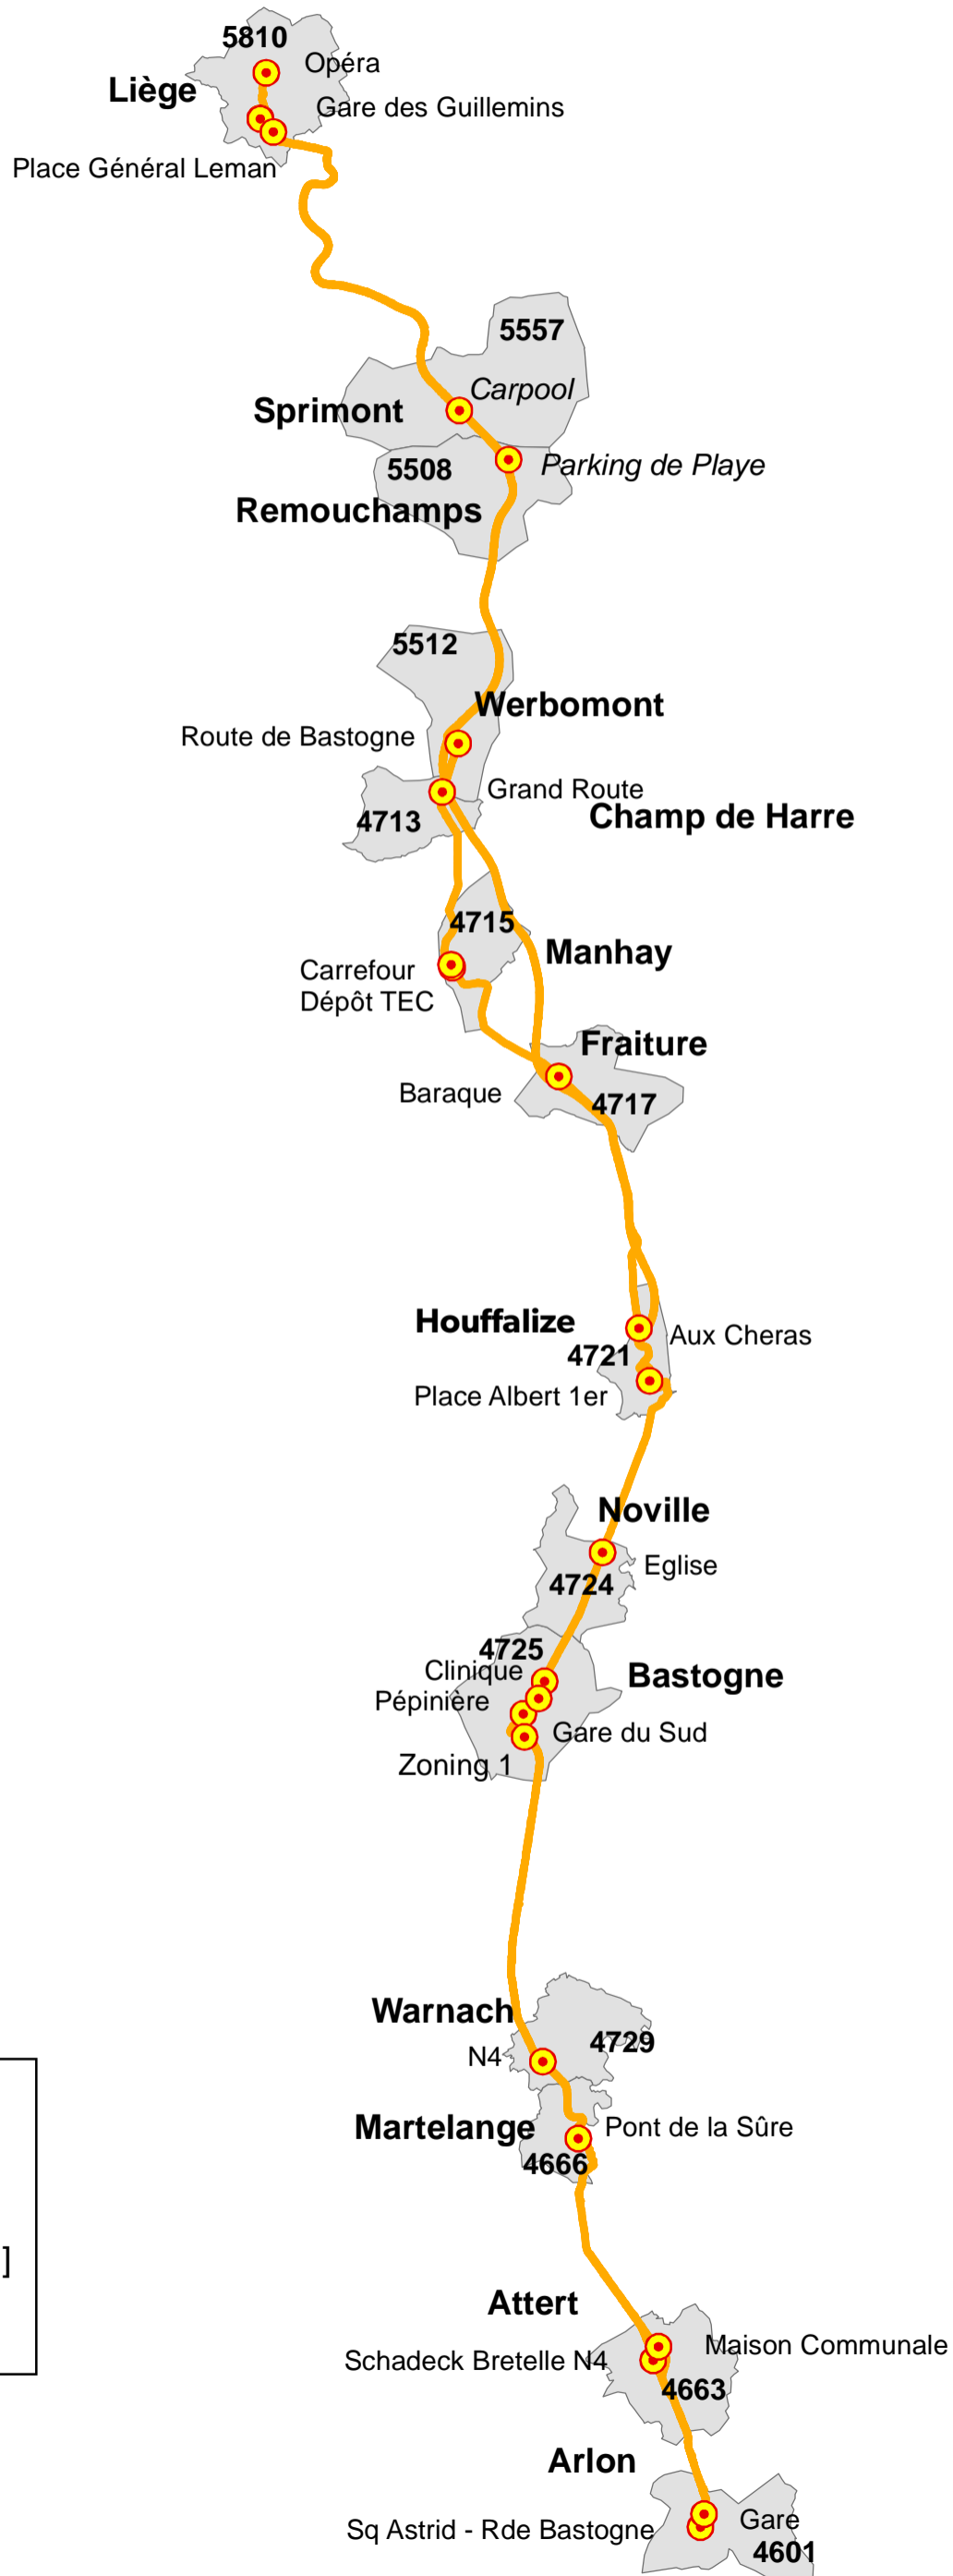 5810
Opéra
Liège
Gare des Guillemins
Place Général Leman
5557
Carpool
Sprimont
5508
Parking de Playe
Remouchamps
5512
Werbomont
Route de Bastogne
Grand Route
Champ de Harre
4713
4715
Manhay
Carrefour
Dépôt TEC
Fraiture
Baraque
4717
Houffalize
Aux Cheras
4721
Place Albert 1er
Noville
Eglise
4724
4725
Clinique
Bastogne
Pépinière
Gare du Sud
Zoning 1
Warnach
4729
N4
Martelange
Pont de la Sûre
4666
]
Attert
Maison Communale
Schadeck Bretelle N4
4663
Arlon
Gare
Sq Astrid - Rde Bastogne
4601